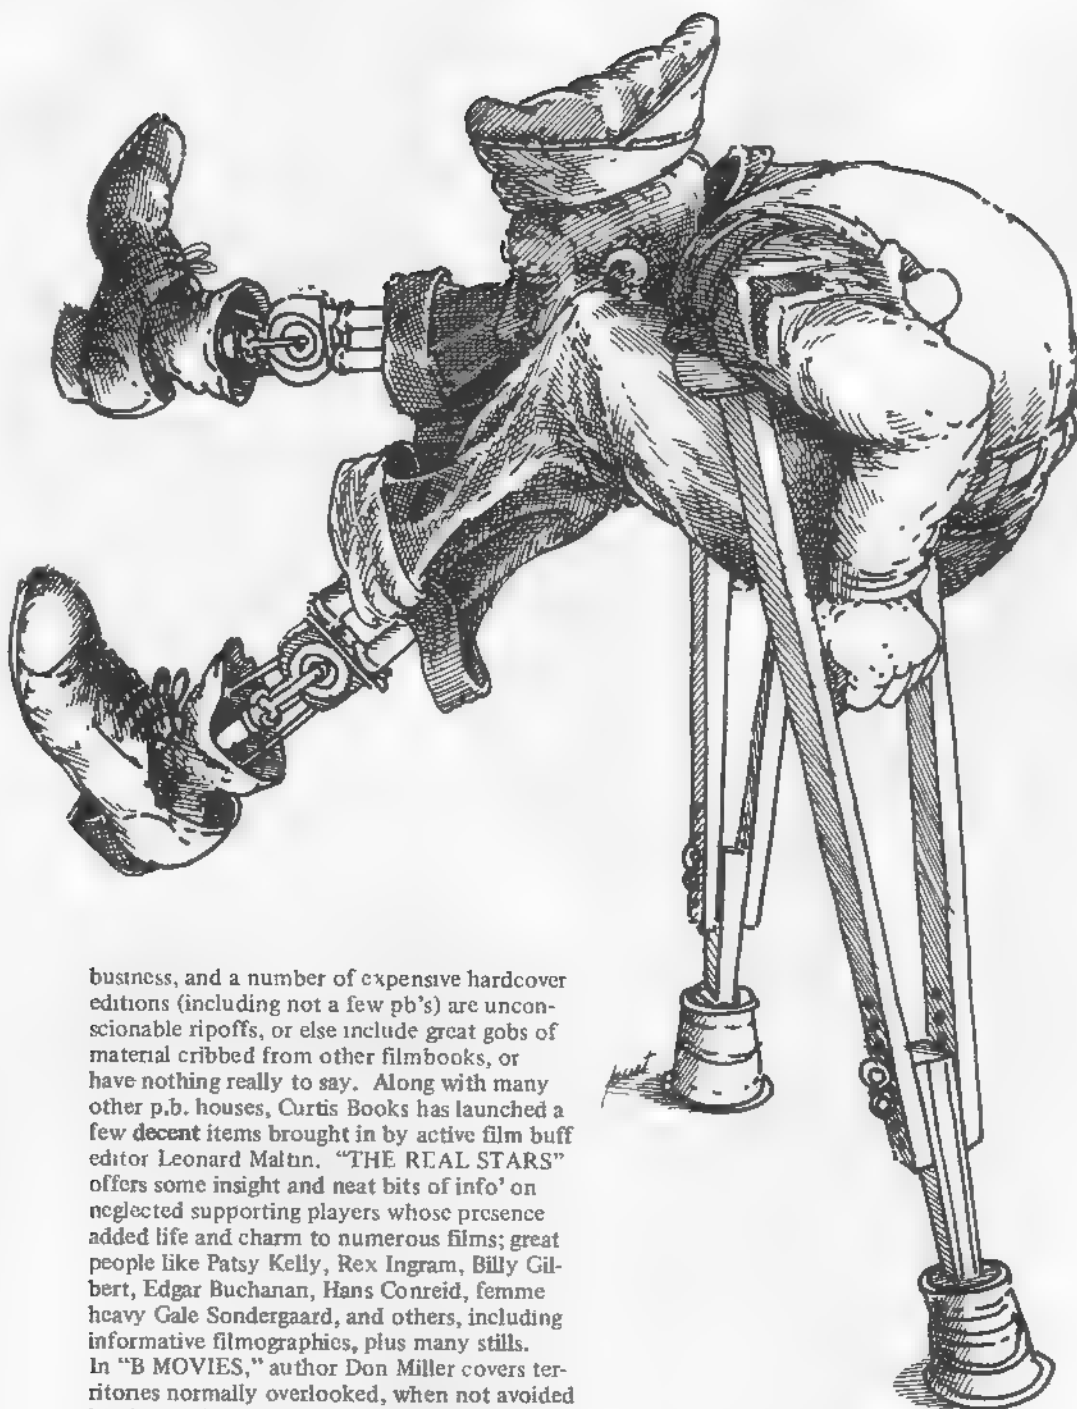 business, and a number of expensive hardcover
editions (including not a few pb's) are uncon-
scionable ripoffs, or else include great gobs of
material cribbed from other filmbooks, or
have nothing really to say. Along with many
other p.b. houses, Curtis Books has launched a
few decent items brought in by active film buff
editor Leonard Maltin. "THE REAL STARS"
offers some insight and neat bits of info' on
neglected supporting players whose presence
added life and charm to numerous films; great
people like Patsy Kelly, Rex Ingram, Billy Gil-
bert, Edgar Buchanan, Hans Conreid, femme
heavy Gale Sondergaard, and others, including
informative filmographies, plus many stills.
In "B MOVIES," author Don Miller covers ter-
ritories normally overlooked, when not avoided